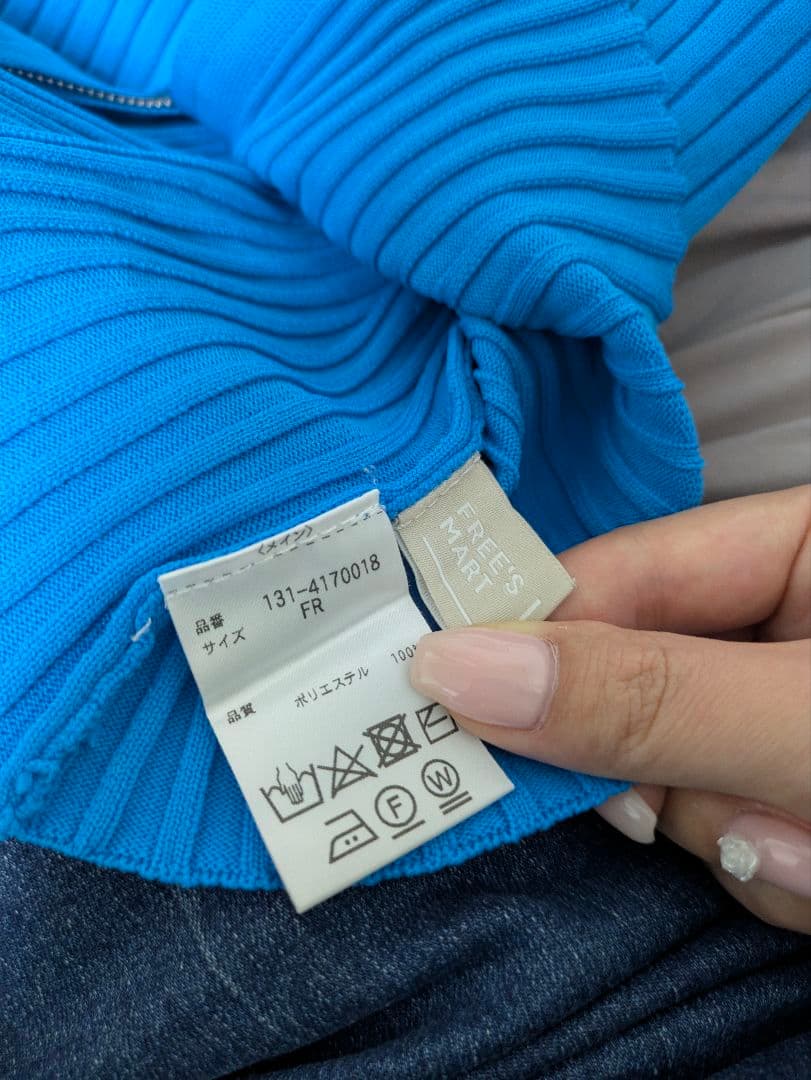 〈メイン〉
品番 131-4170018
サイズ FR
品質 ポリエステル 100
FREE'S
MART
F W